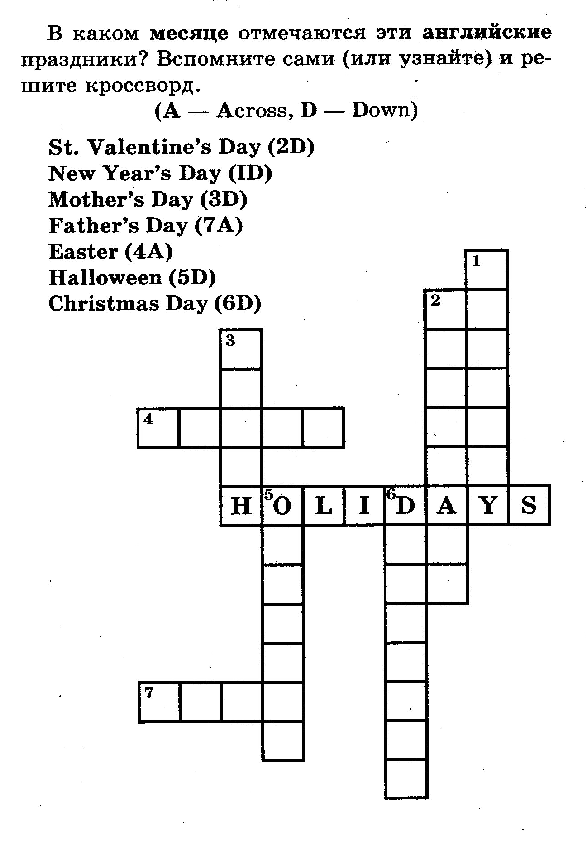 В каком месяце отмечаются эти английские
праздники? Вспомните сами (или узнайте) и ре-
шите кроссворд.
(A — Across, D — Down)
St. Valentine's Day (2D)
New Year's Day (ID)
Mother's Day (3D)
Father's Day (7A)
Easter (4A)
Halloween (5D)
Christmas Day (6D)
1
2
3
4
H 5 O L I 6 D A Y S
7